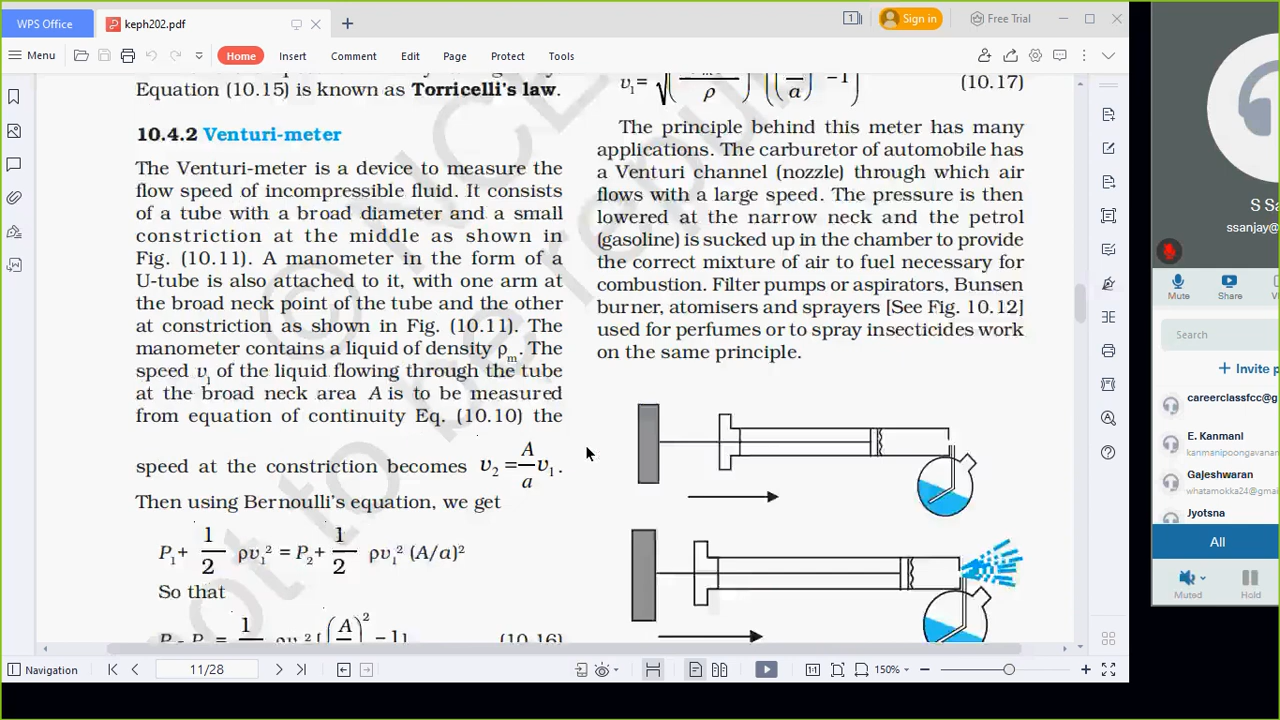 WPS Office
keph202.pdf
Sign in
Free Trial
Menu
Home
Insert
Comment
Edit
Page
Protect
Tools
Equation (10.15) is known as Torricelli's law.
10.4.2 Venturi-meter
The Venturi-meter is a device to measure the
flow speed of incompressible fluid. It consists
of a tube with a broad diameter and a small
constriction at the middle as shown in
Fig. (10.11). A manometer in the form of a
U-tube is also attached to it, with one arm at
the broad neck point of the tube and the other
at constriction as shown in Fig. (10.11). The
manometer contains a liquid of density ρm. The
speed v1 of the liquid flowing through the tube
at the broad neck area A is to be measured
from equation of continuity Eq. (10.10) the
speed at the constriction becomes v2 = A/a v1.
Then using Bernoulli's equation, we get
P1 + 1/2 ρv1² = P2 + 1/2 ρv1² (A/a)²
So that
(10.16)
(10.17)
The principle behind this meter has many
applications. The carburetor of automobile has
a Venturi channel (nozzle) through which air
flows with a large speed. The pressure is then
lowered at the narrow neck and the petrol
(gasoline) is sucked up in the chamber to provide
the correct mixture of air to fuel necessary for
combustion. Filter pumps or aspirators, Bunsen
burner, atomisers and sprayers [See Fig. 10.12]
used for perfumes or to spray insecticides work
on the same principle.
Navigation
11/28
150%
S Sa
ssanjay.
Mute
Share
Search
+ Invite p
careerclassfcc@g
E. Kanmani
kanmanipoongavanam
Gajeshwaran
whatamokka24@gmail
Jyotsna
All
Muted
Hold